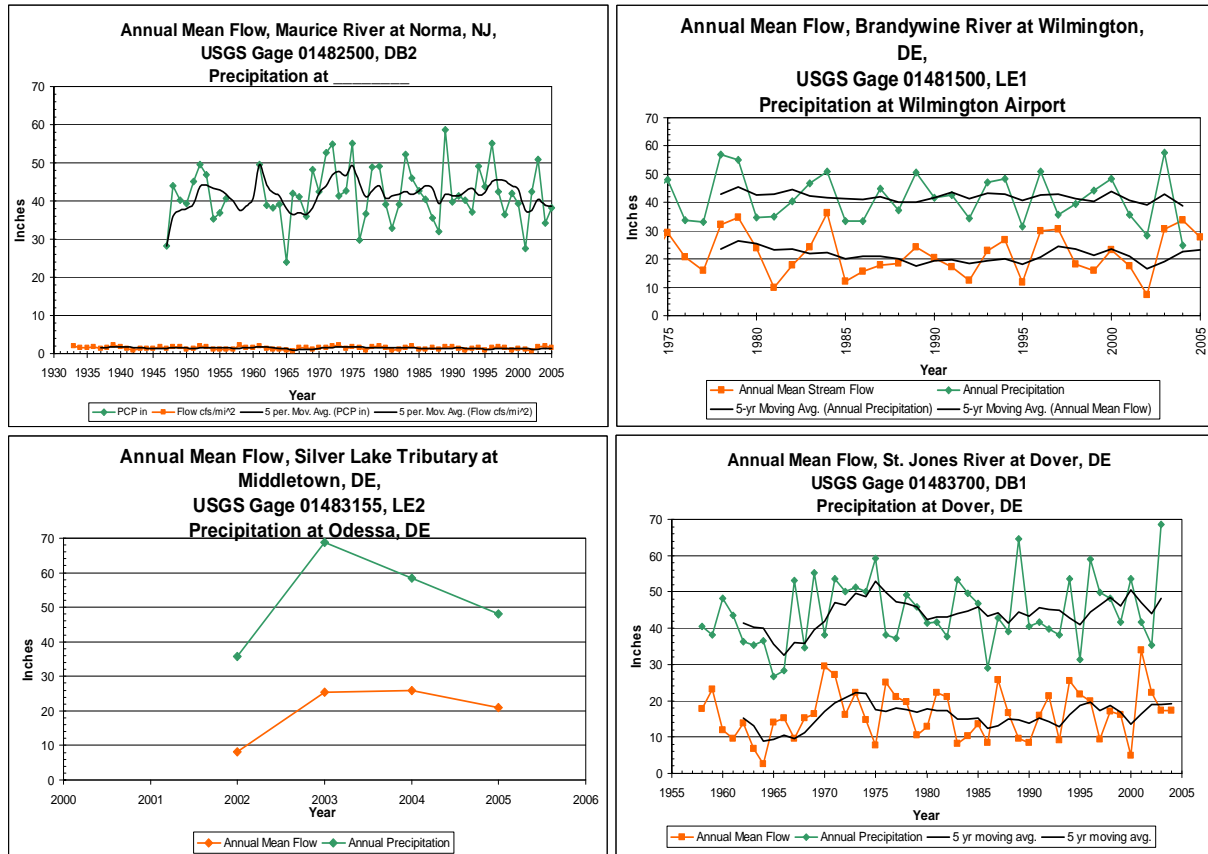 Annual Mean Flow, Maurice River at Norma, NJ,
USGS Gage 01482500, DB2
Precipitation at ________
70
60
50
40
30
20
10
0
Inches
1930 1935 1940 1945 1950 1955 1960 1965 1970 1975 1980 1985 1990 1995 2000 2005
Year
PCP in Flow cfs/mi^2 5 per. Mov. Avg. (PCP in) 5 per. Mov. Avg. (Flow cfs/mi^2)
Annual Mean Flow, Brandywine River at Wilmington,
DE,
USGS Gage 01481500, LE1
Precipitation at Wilmington Airport
70
60
50
40
30
20
10
0
Inches
1975 1980 1985 1990 1995 2000 2005
Year
Annual Mean Stream Flow Annual Precipitation
5-yr Moving Avg. (Annual Precipitation) 5-yr Moving Avg. (Annual Mean Flow)
Annual Mean Flow, Silver Lake Tributary at
Middletown, DE,
USGS Gage 01483155, LE2
Precipitation at Odessa, DE
70
60
50
40
30
20
10
0
Inches
2000 2001 2002 2003 2004 2005 2006
Year
Annual Mean Flow Annual Precipitation
Annual Mean Flow, St. Jones River at Dover, DE
USGS Gage 01483700, DB1
Precipitation at Dover, DE
70
60
50
40
30
20
10
0
Inches
1955 1960 1965 1970 1975 1980 1985 1990 1995 2000 2005
Year
Annual Mean Flow Annual Precipitation 5 yr moving avg. 5 yr moving avg.